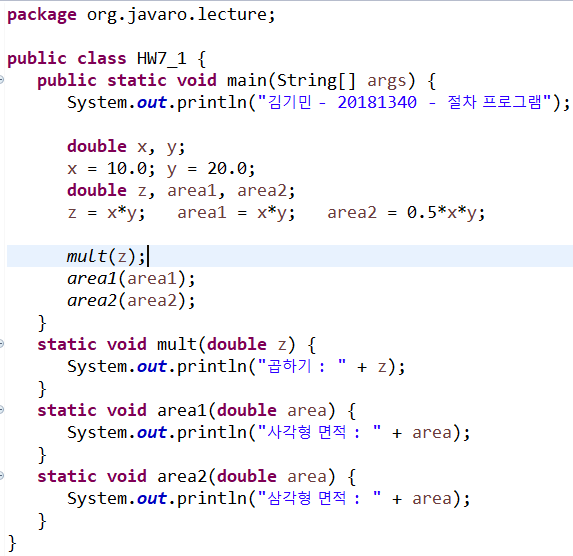 package org.javaro.lecture;
public class HW7_1 {
public static void main(String[] args) {
System.out.println("김기민 - 20181340 - 절차 프로그램");
double x, y;
x = 10.0; y = 20.0;
double z, area1, area2;
z = x*y;   area1 = x*y;   area2 = 0.5*x*y;
mult(z);
area1(area1);
area2(area2);
}
static void mult(double z) {
System.out.println("곱하기 : " + z);
}
static void area1(double area) {
System.out.println("사각형 면적 : " + area);
}
static void area2(double area) {
System.out.println("삼각형 면적 : " + area);
}
}